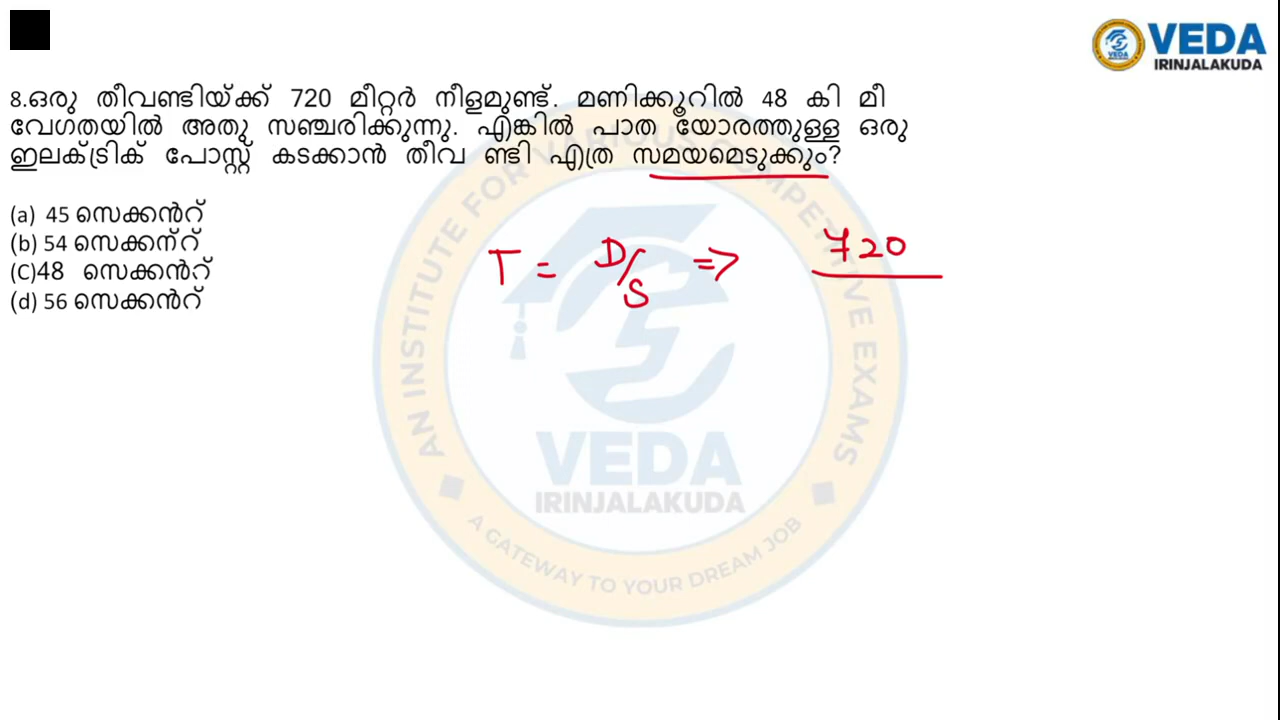 VEDA
IRINJALAKUDA
8.ഒരു തീവണ്ടിയ്ക്ക് 720 മീറ്റർ നീളമുണ്ട്. മണിക്കൂറിൽ 48 കി മീ
വേഗതയിൽ അതു സഞ്ചരിക്കുന്നു. എങ്കിൽ പാത യോരത്തുള്ള ഒരു
ഇലക്ട്രിക് പോസ്റ്റ് കടക്കാൻ തീവ ണ്ടി എത്ര സമയമെടുക്കും?
(a) 45 സെക്കൻറ്
(b) 54 സെക്കന്റ്
(C)48 സെക്കൻറ്
(d) 56 സെക്കൻറ്
T = D/S => 720
AN INSTITUTE FOR VARIOUS COMPETITIVE EXAMS
VEDA
IRINJALAKUDA
A GATEWAY TO YOUR DREAM JOB